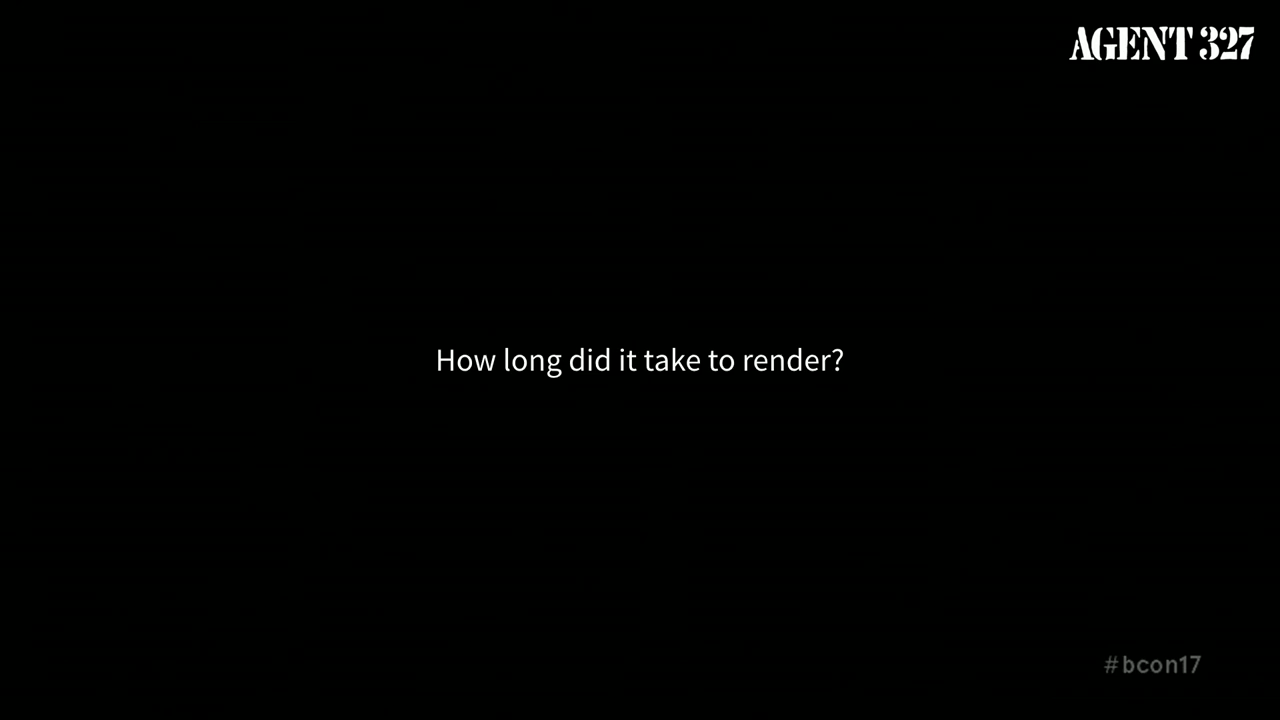 AGENT 327
How long did it take to render?
#bcon17